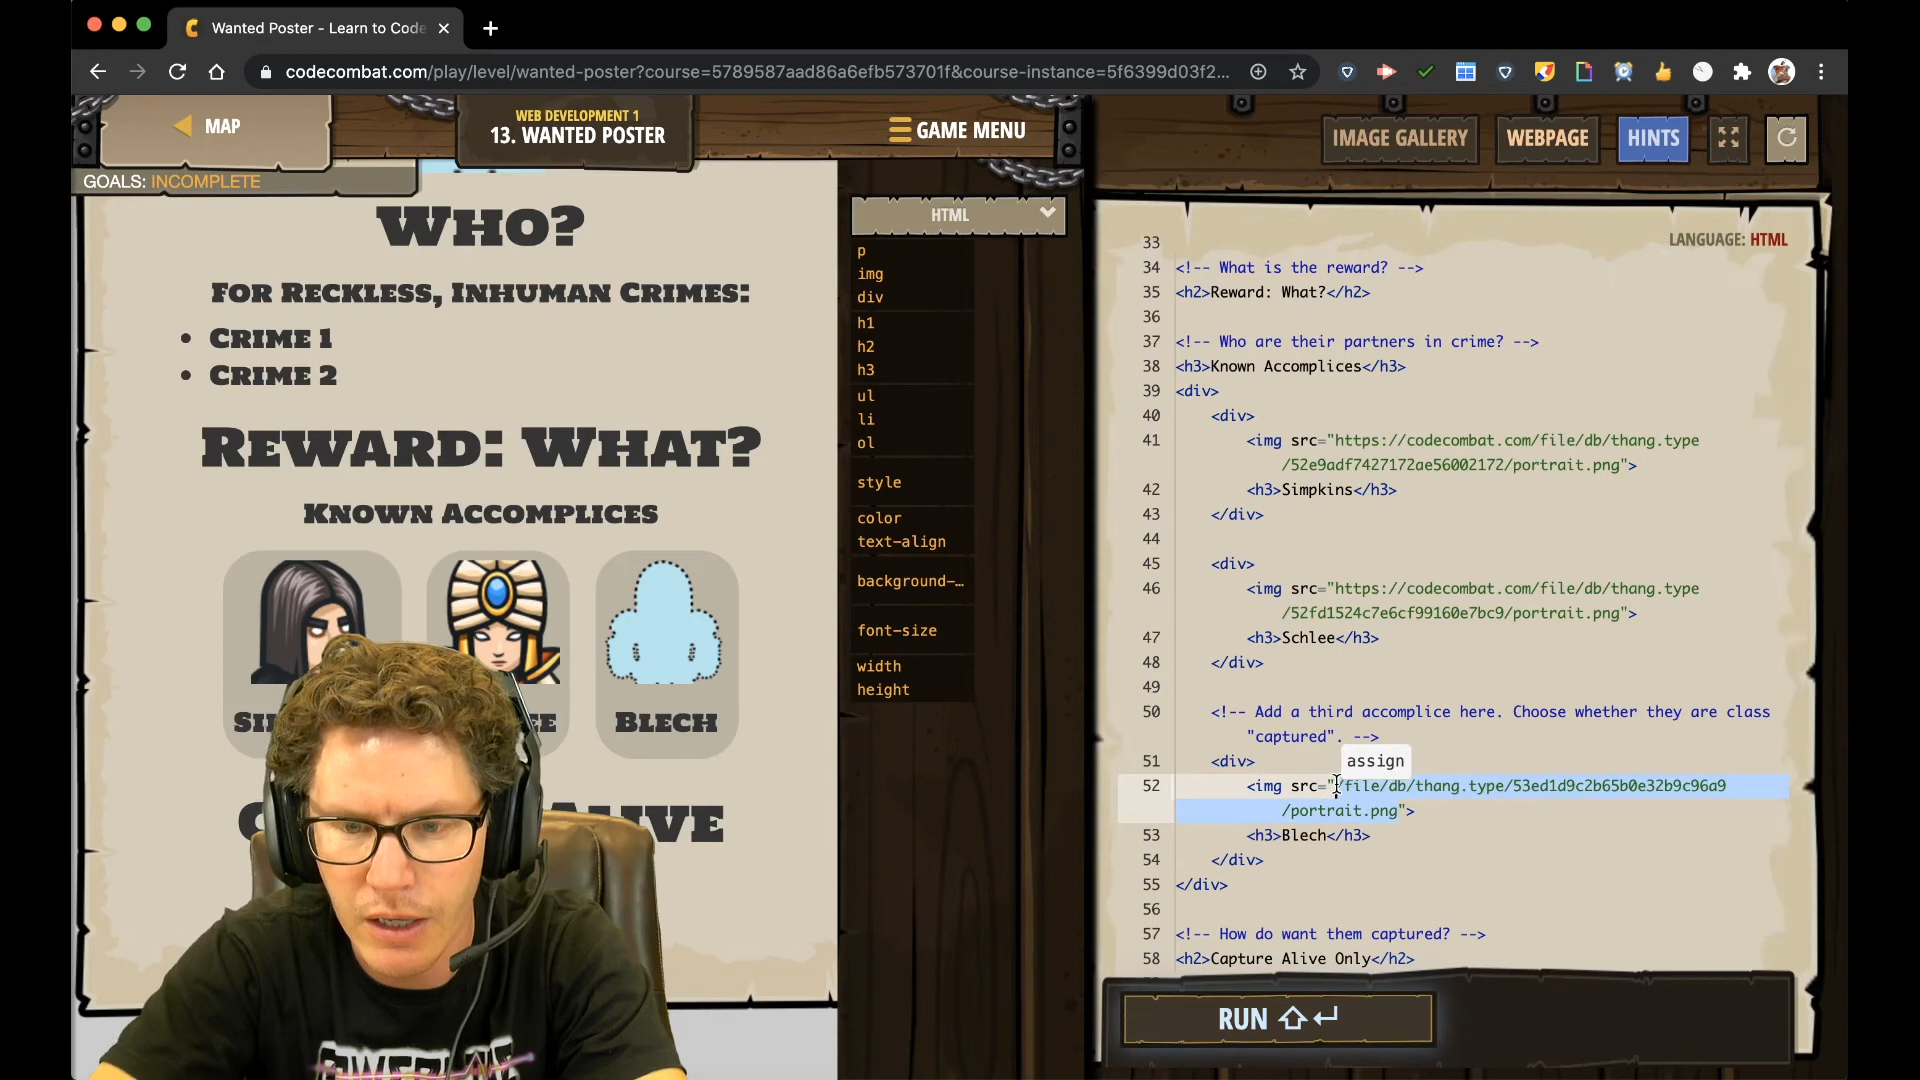 Wanted Poster - Learn to Code
codecombat.com/play/level/wanted-poster?course=5789587aad86a6efb573701f&course-instance=5f6399d03f2...
MAP
WEB DEVELOPMENT 1
13. WANTED POSTER
GAME MENU
IMAGE GALLERY
WEBPAGE
HINTS
GOALS: INCOMPLETE
WHO?
FOR RECKLESS, INHUMAN CRIMES:
• CRIME 1
• CRIME 2
REWARD: WHAT?
KNOWN ACCOMPLICES
BLECH
HTML
p
img
div
h1
h2
h3
ul
li
ol
style
color
text-align
background-…
font-size
width
height
LANGUAGE: HTML
33
34 <!-- What is the reward? -->
35 <h2>Reward: What?</h2>
36
37 <!-- Who are their partners in crime? -->
38 <h3>Known Accomplices</h3>
39 <div>
40 <div>
41 <img src="https://codecombat.com/file/db/thang.type
/52e9adf7427172ae56002172/portrait.png">
42 <h3>Simpkins</h3>
43 </div>
44
45 <div>
46 <img src="https://codecombat.com/file/db/thang.type
/52fd1524c7e6cf99160e7bc9/portrait.png">
47 <h3>Schlee</h3>
48 </div>
49
50 <!-- Add a third accomplice here. Choose whether they are class
"captured". -->
51 <div>
assign
52 <img src="/file/db/thang.type/53ed1d9c2b65b0e32b9c96a9
/portrait.png">
53 <h3>Blech</h3>
54 </div>
55 </div>
56
57 <!-- How do want them captured? -->
58 <h2>Capture Alive Only</h2>
RUN